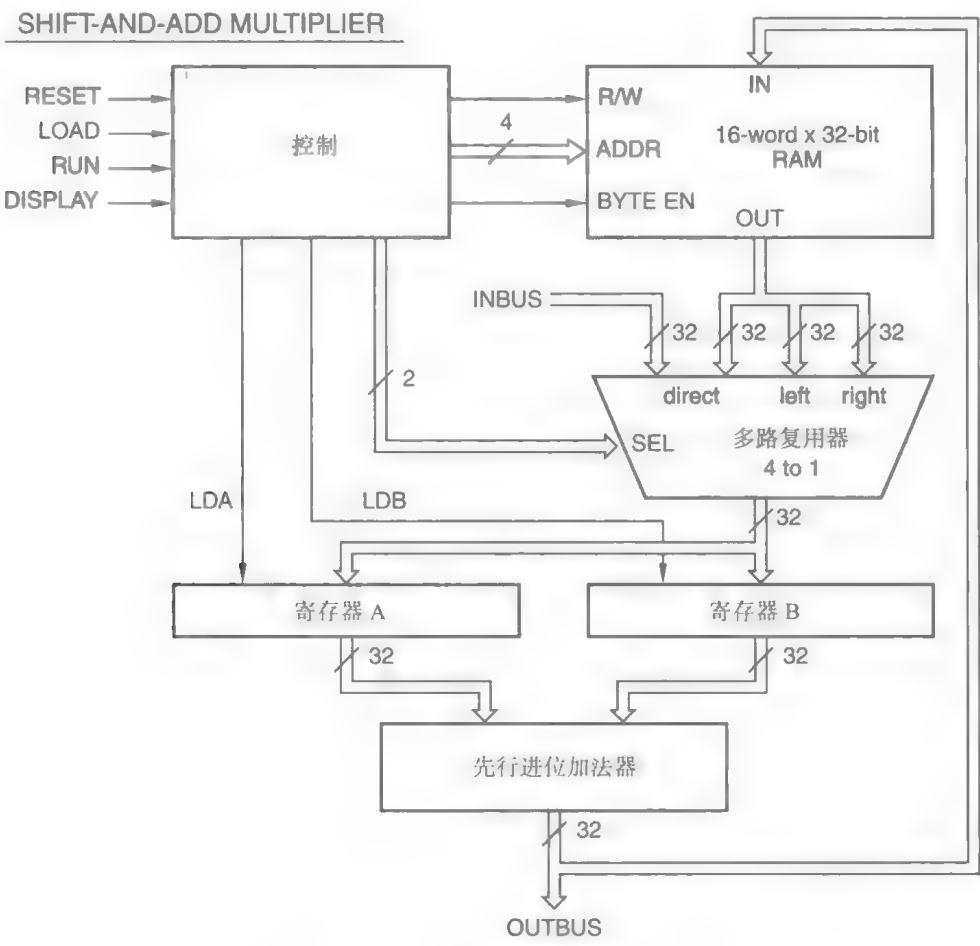 SHIFT-AND-ADD MULTIPLIER
RESET
LOAD
RUN
DISPLAY
控制
4
R/W
ADDR
BYTE EN
IN
16-word x 32-bit
RAM
OUT
INBUS
32
32
32
32
2
direct
left
right
SEL
多路复用器
4 to 1
LDA
LDB
32
寄存器 A
寄存器 B
32
32
先行进位加法器
32
OUTBUS